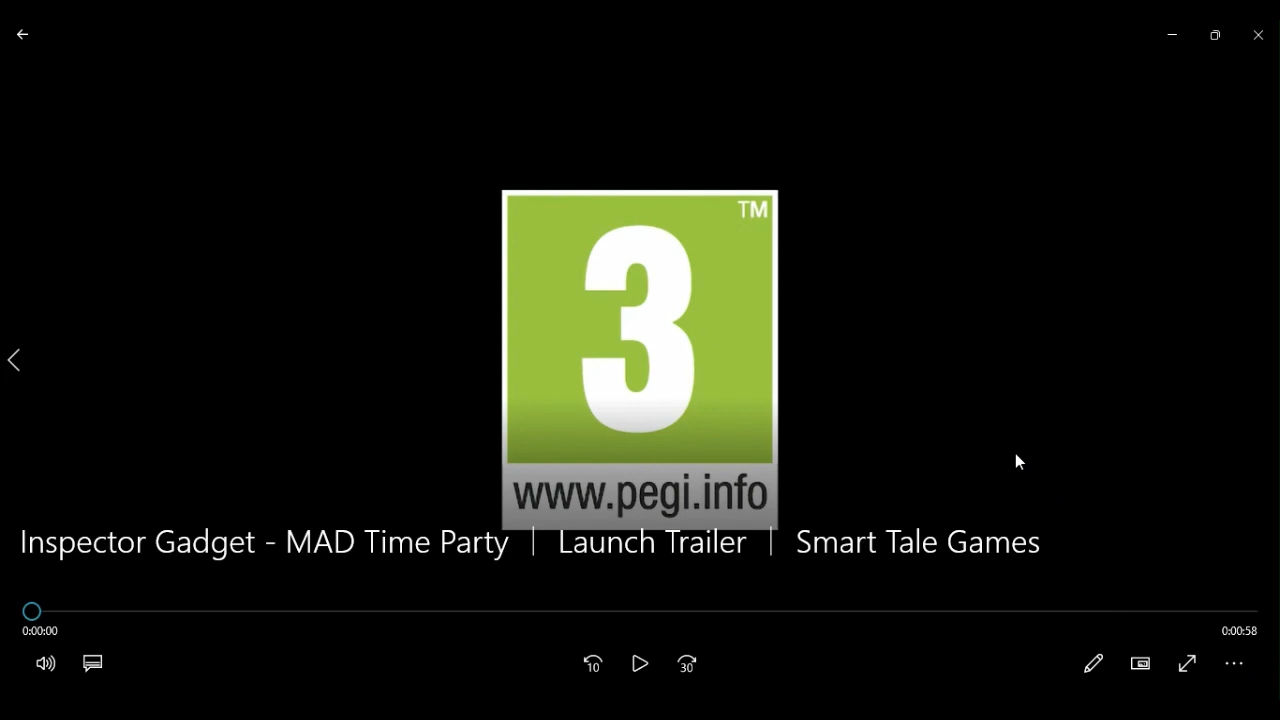 3
TM
www.pegi.info
Inspector Gadget - MAD Time Party | Launch Trailer | Smart Tale Games
0:00:00
0:00:58
10
30